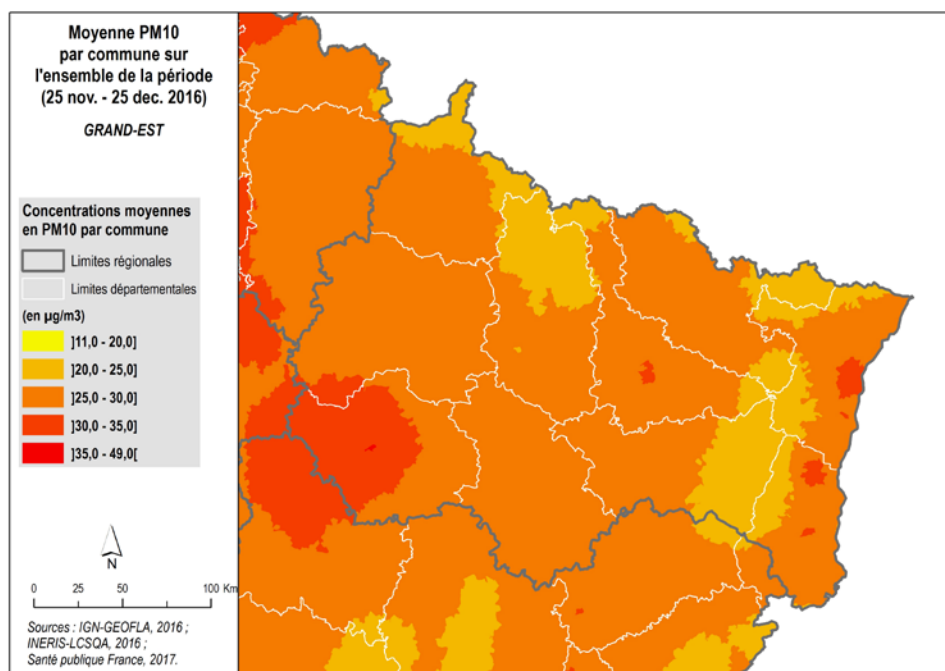 Moyenne PM10
par commune sur
l'ensemble de la période
(25 nov. - 25 dec. 2016)
GRAND-EST
Concentrations moyennes
en PM10 par commune
Limites régionales
Limites départementales
(en µg/m3)
]11,0 - 20,0]
]20,0 - 25,0]
]25,0 - 30,0]
]30,0 - 35,0]
]35,0 - 49,0[
N
0 25 50 100 Km
Sources : IGN-GEOFLA, 2016 ;
INERIS-LCSQA, 2016 ;
Santé publique France, 2017.